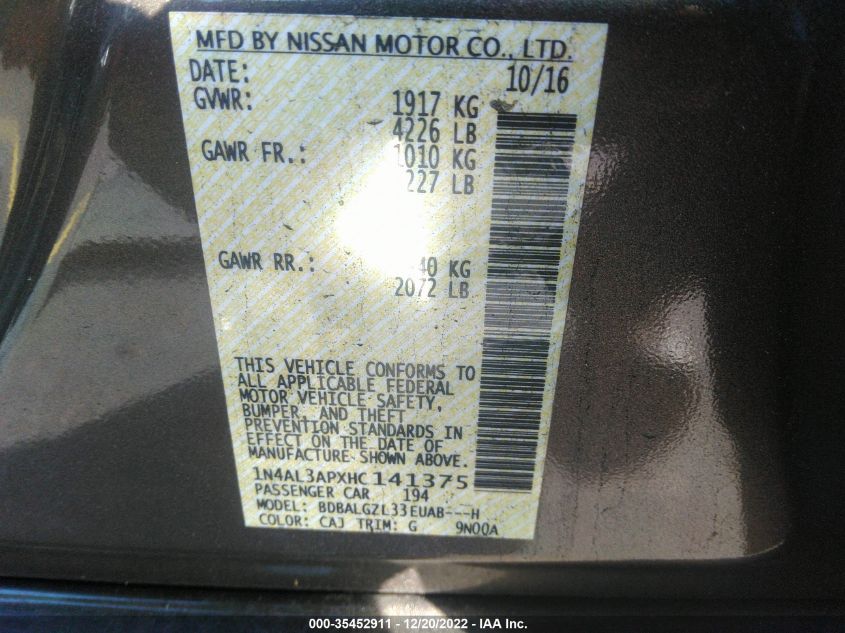 MFD BY NISSAN MOTOR CO., LTD.
DATE: 10/16
GVWR: 1917 KG
4226 LB
GAWR FR.: 1010 KG
227 LB
GAWR RR.: 40 KG
2072 LB
THIS VEHICLE CONFORMS TO
ALL APPLICABLE FEDERAL
MOTOR VEHICLE SAFETY,
BUMPER, AND THEFT
PREVENTION STANDARDS IN
EFFECT ON THE DATE OF
MANUFACTURE SHOWN ABOVE.
1N4AL3APXHC141375
PASSENGER CAR 194
MODEL: BDBALGZL33EUAB---H
COLOR: CAJ TRIM: G 9N00A
000-35452911 - 12/20/2022 - IAA Inc.